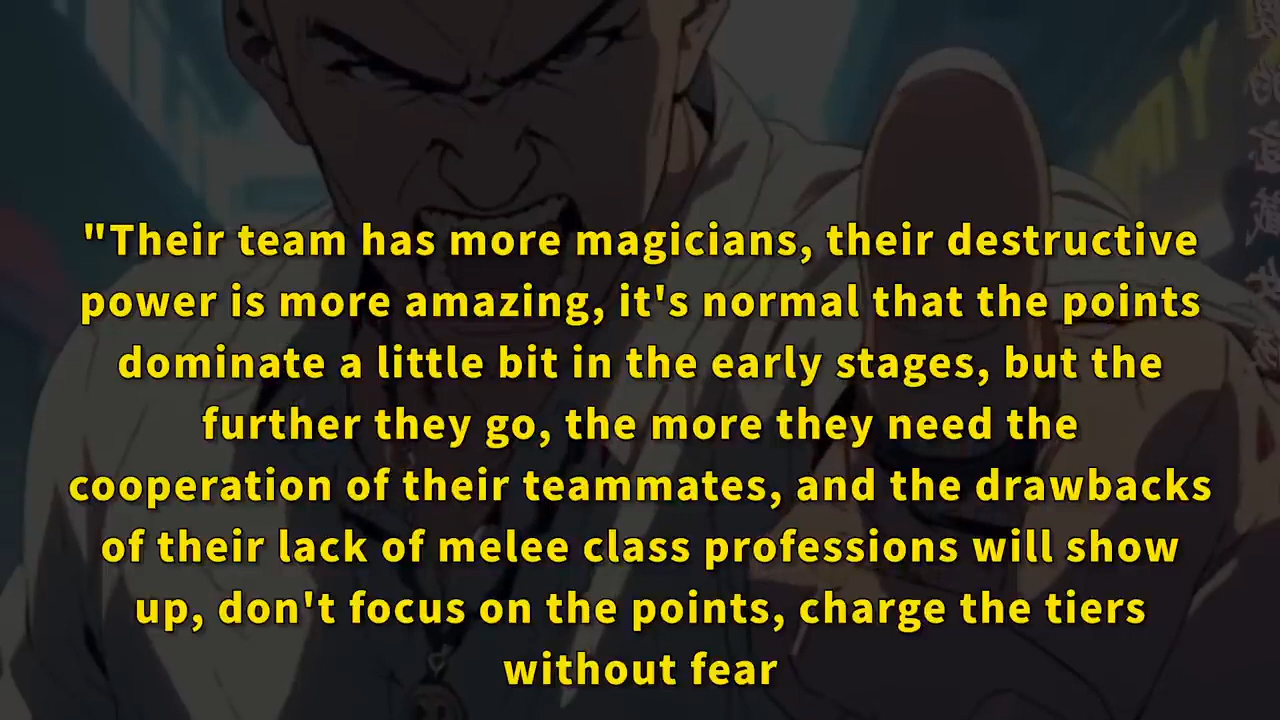 "Their team has more magicians, their destructive
power is more amazing, it's normal that the points
dominate a little bit in the early stages, but the
further they go, the more they need the
cooperation of their teammates, and the drawbacks
of their lack of melee class professions will show
up, don't focus on the points, charge the tiers
without fear